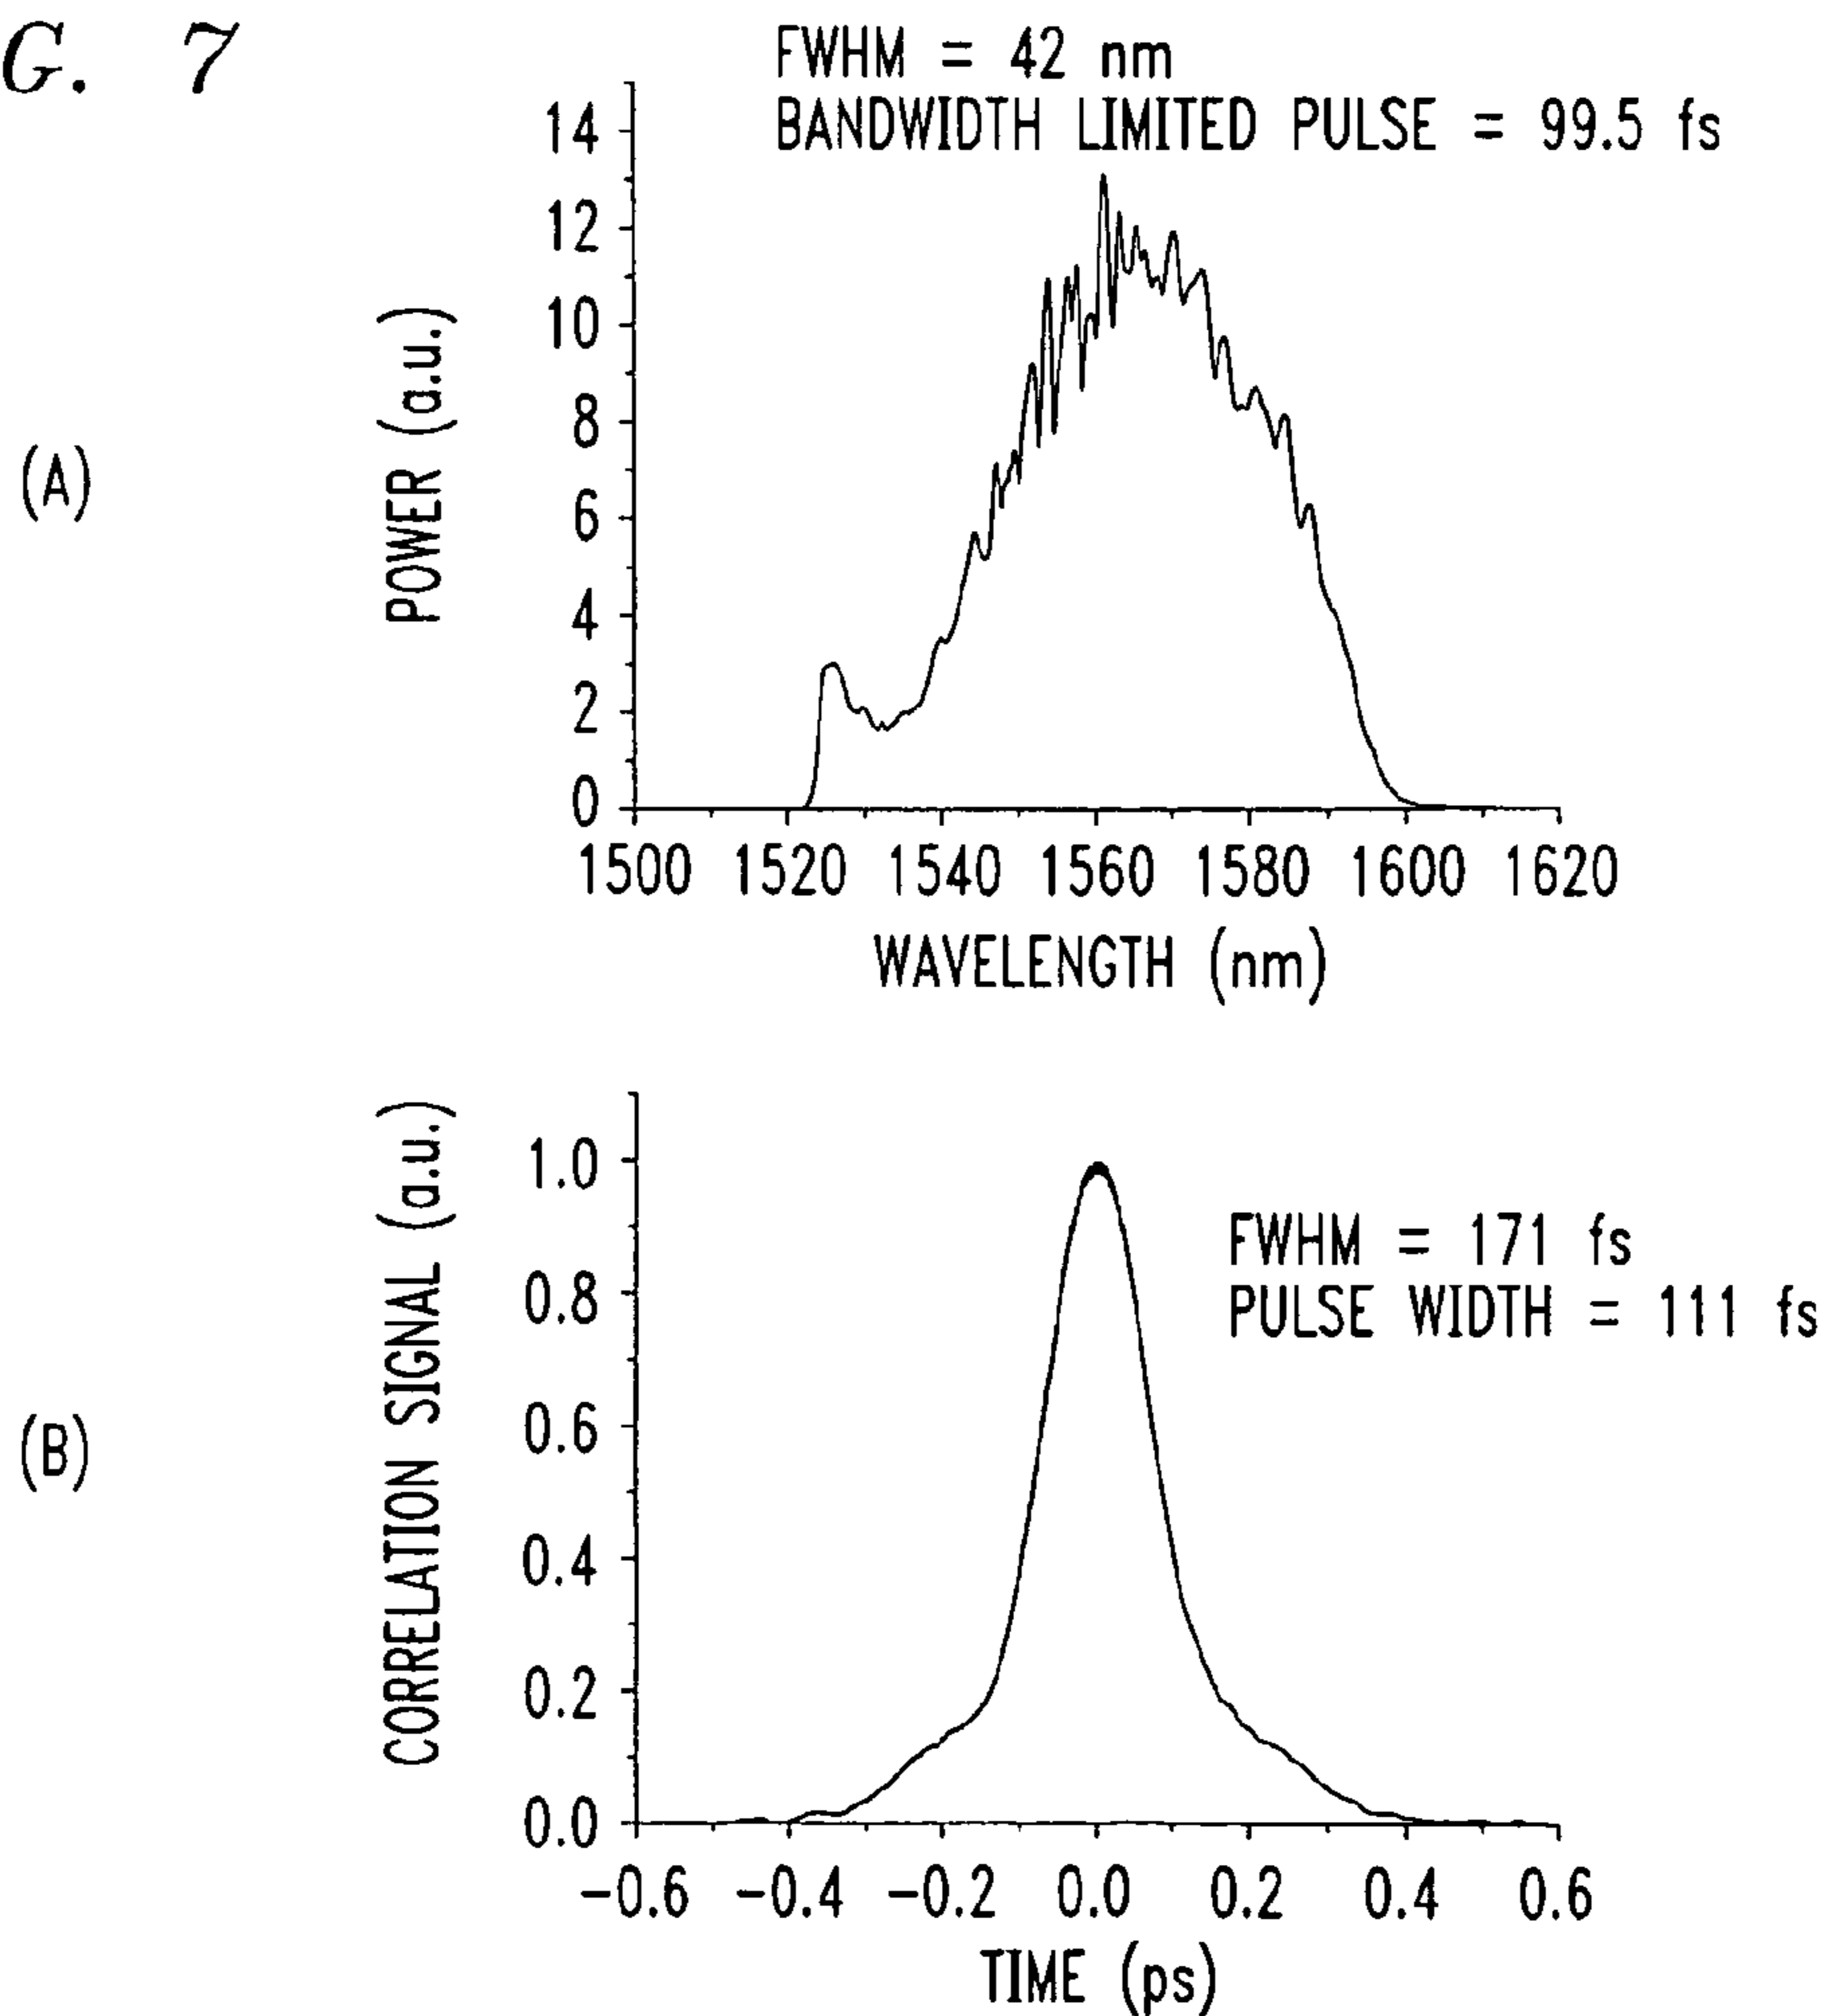 G. 7
FWHM = 42 nm
BANDWIDTH LIMITED PULSE = 99.5 fs
(A)
POWER (a.u.)
14
12
10
8
6
4
2
0
1500 1520 1540 1560 1580 1600 1620
WAVELENGTH (nm)
(B)
CORRELATION SIGNAL (a.u.)
FWHM = 171 fs
PULSE WIDTH = 111 fs
1.0
0.8
0.6
0.4
0.2
0.0
-0.6 -0.4 -0.2 0.0 0.2 0.4 0.6
TIME (ps)